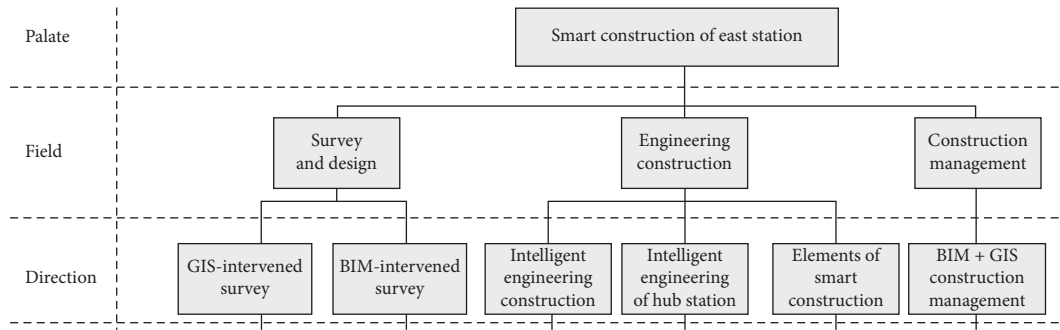 Palate
Smart construction of east station
Field
Survey
and design
Engineering
construction
Construction
management
Direction
GIS-intervened
survey
BIM-intervened
survey
Intelligent
engineering
construction
Intelligent
engineering
of hub station
Elements of
smart
construction
BIM + GIS
construction
management